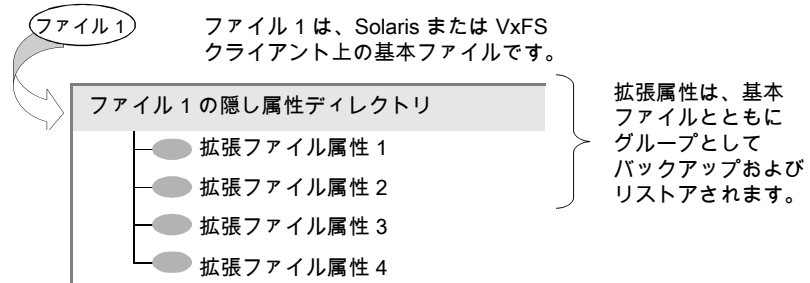 ファイル 1
ファイル 1 は、Solaris または VxFS
クライアント上の基本ファイルです。
ファイル 1 の隠し属性ディレクトリ
拡張ファイル属性 1
拡張ファイル属性 2
拡張ファイル属性 3
拡張ファイル属性 4
拡張属性は、基本
ファイルとともに
グループとして
バックアップおよび
リストアされます。